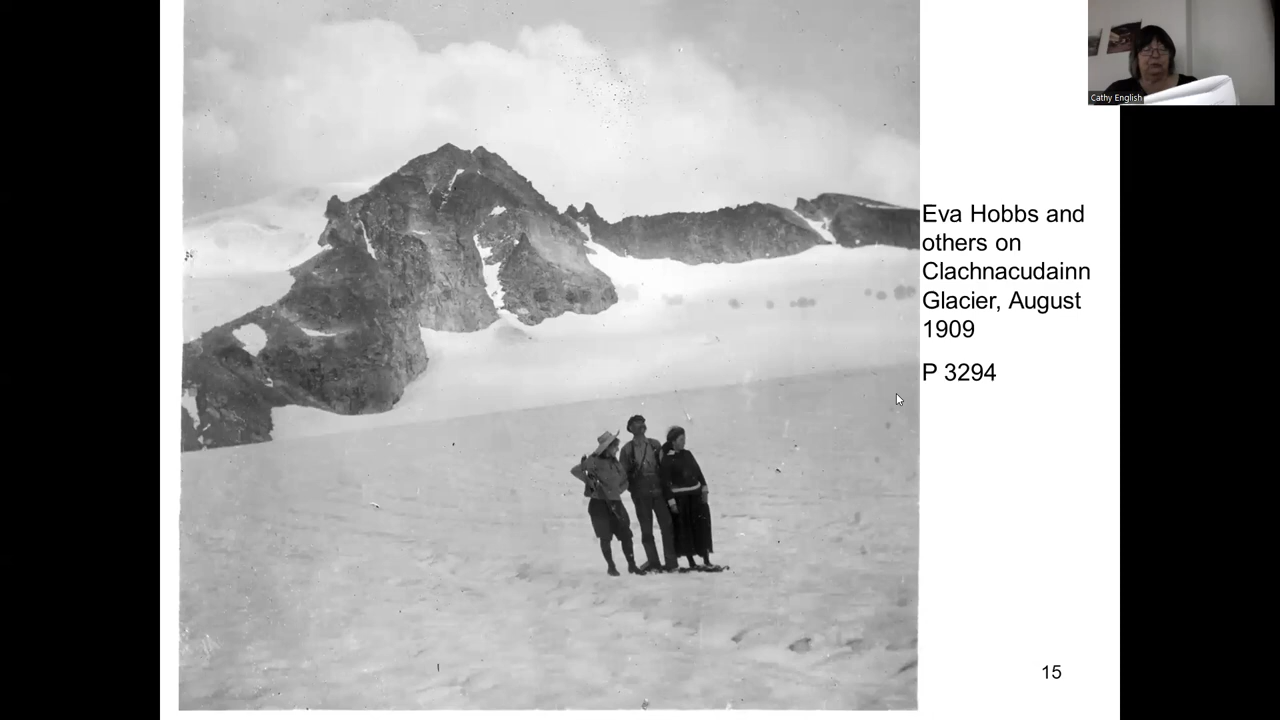 Cathy English
Eva Hobbs and
others on
Clachnacudainn
Glacier, August
1909
P 3294
15